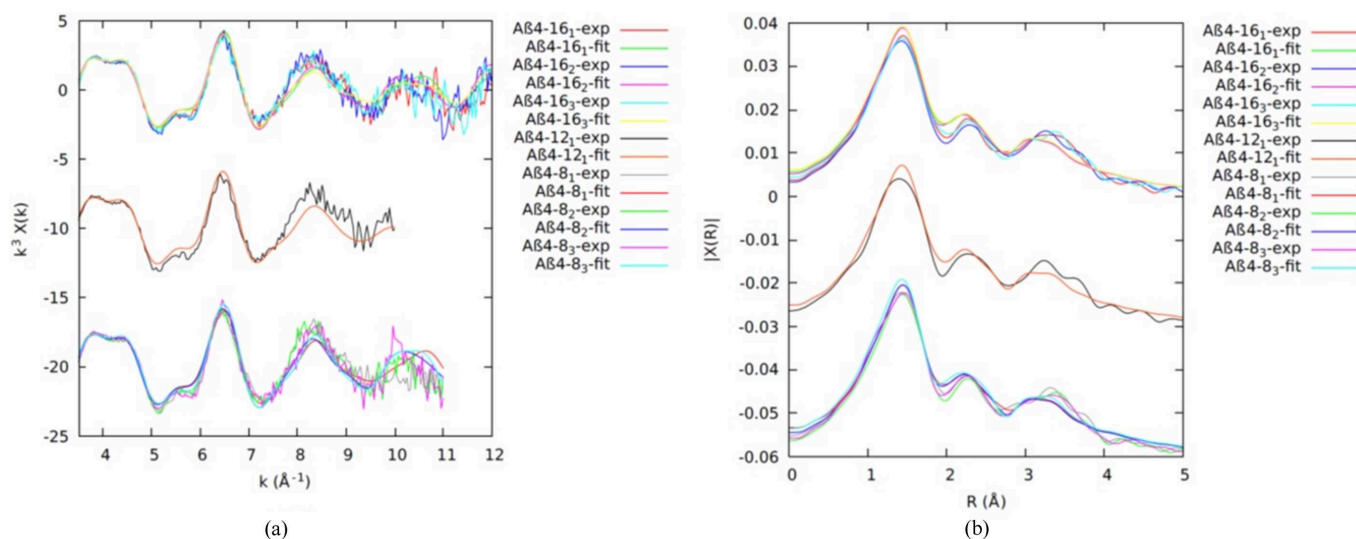 5
0
-5
-10
-15
-20
-25
k³ X(k)
4 5 6 7 8 9 10 11 12
k (Å⁻¹)
Aß4-16₁-exp
Aß4-16₁-fit
Aß4-16₂-exp
Aß4-16₂-fit
Aß4-16₃-exp
Aß4-16₃-fit
Aß4-12₁-exp
Aß4-12₁-fit
Aß4-8₁-exp
Aß4-8₁-fit
Aß4-8₂-exp
Aß4-8₂-fit
Aß4-8₃-exp
Aß4-8₃-fit
(a)
0.04
0.03
0.02
0.01
0
-0.01
-0.02
-0.03
-0.04
-0.05
-0.06
|X(R)|
0 1 2 3 4 5
R (Å)
Aß4-16₁-exp
Aß4-16₁-fit
Aß4-16₂-exp
Aß4-16₂-fit
Aß4-16₃-exp
Aß4-16₃-fit
Aß4-12₁-exp
Aß4-12₁-fit
Aß4-8₁-exp
Aß4-8₁-fit
Aß4-8₂-exp
Aß4-8₂-fit
Aß4-8₃-exp
Aß4-8₃-fit
(b)